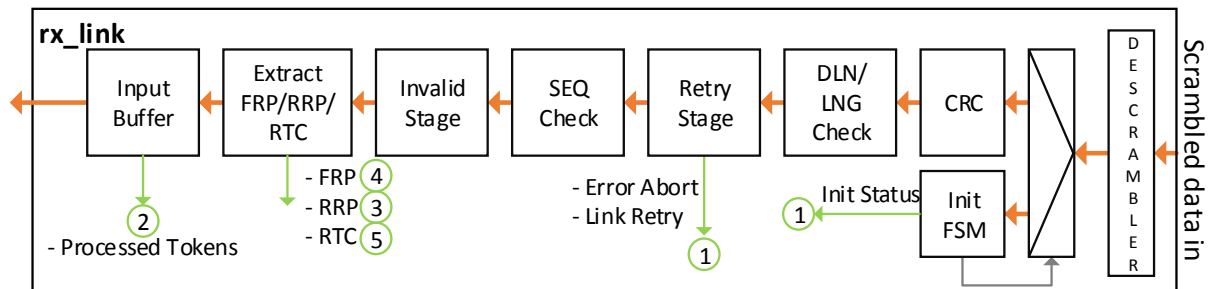 rx_link
Input
Buffer
Extract
FRP/RRP/
RTC
Invalid
Stage
SEQ
Check
Retry
Stage
DLN/
LNG
Check
CRC
DESCRAMBLER
Scrambled data in
2
- Processed Tokens
- FRP 4
- RRP 3
- RTC 5
- Error Abort
- Link Retry
1
1
Init Status
Init
FSM